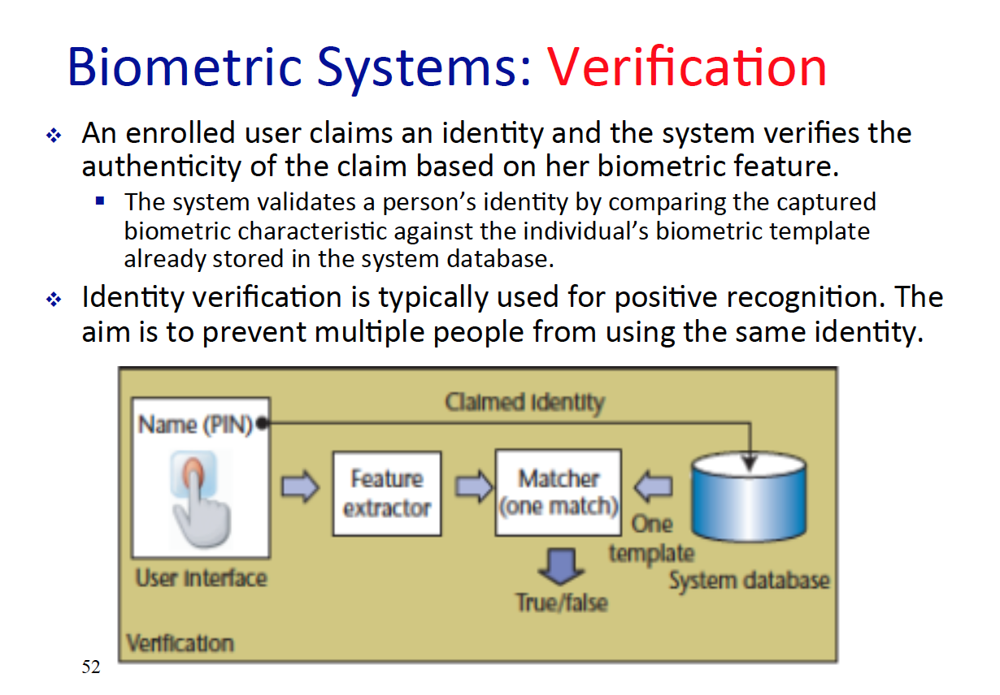 Biometric Systems: Verification
❖ An enrolled user claims an identity and the system verifies the
authenticity of the claim based on her biometric feature.
▪ The system validates a person's identity by comparing the captured
biometric characteristic against the individual's biometric template
already stored in the system database.
❖ Identity verification is typically used for positive recognition. The
aim is to prevent multiple people from using the same identity.
Claimed identity
Name (PIN)
Feature
extractor
Matcher
(one match)
One
template
User interface
System database
True/false
Verification
52